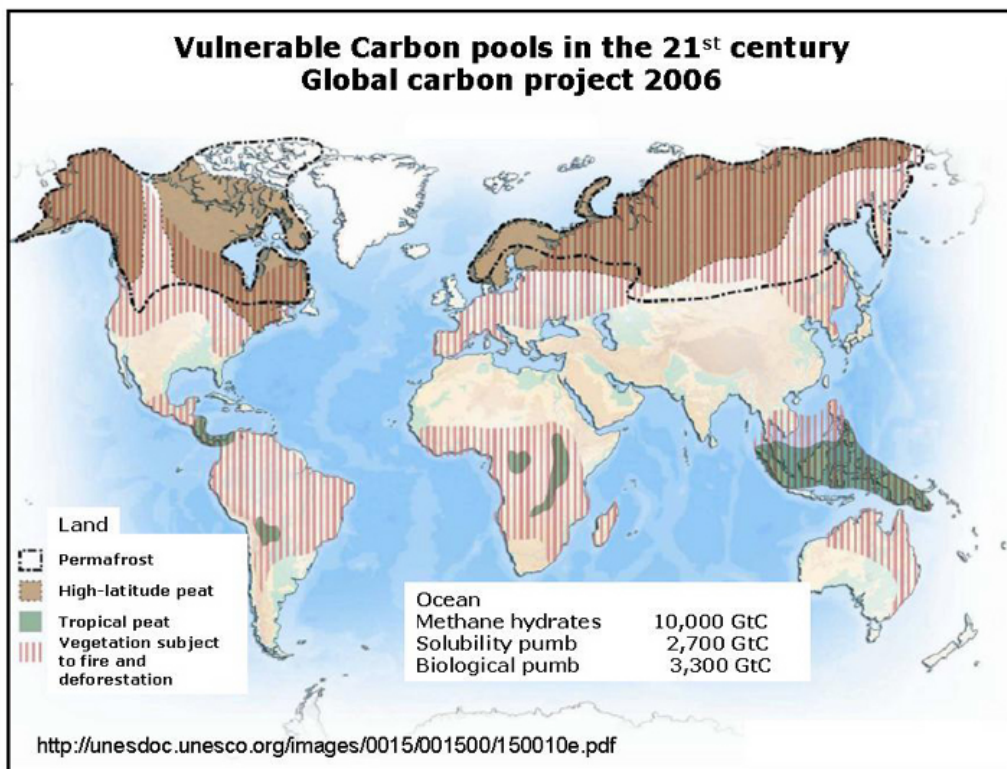 Vulnerable Carbon pools in the 21st century
Global carbon project 2006
Land
Permafrost
High-latitude peat
Tropical peat
Vegetation subject
to fire and
deforestation
Ocean
Methane hydrates 10,000 GtC
Solubility pumb 2,700 GtC
Biological pumb 3,300 GtC
http://unesdoc.unesco.org/images/0015/001500/150010e.pdf